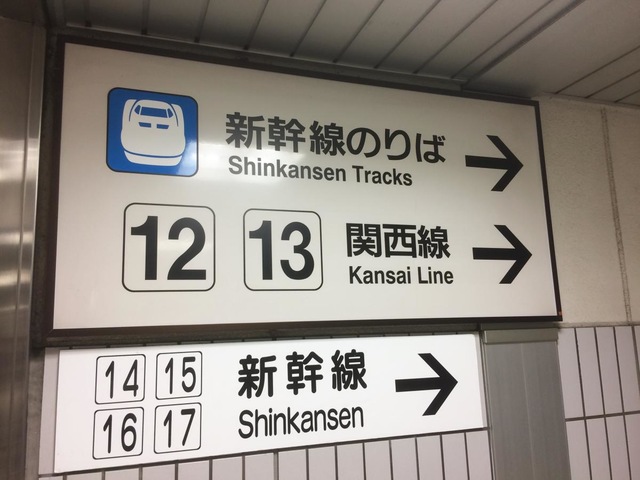 新幹線のりば
Shinkansen Tracks
12 13 関西線
Kansai Line
14 15
16 17
新幹線
Shinkansen